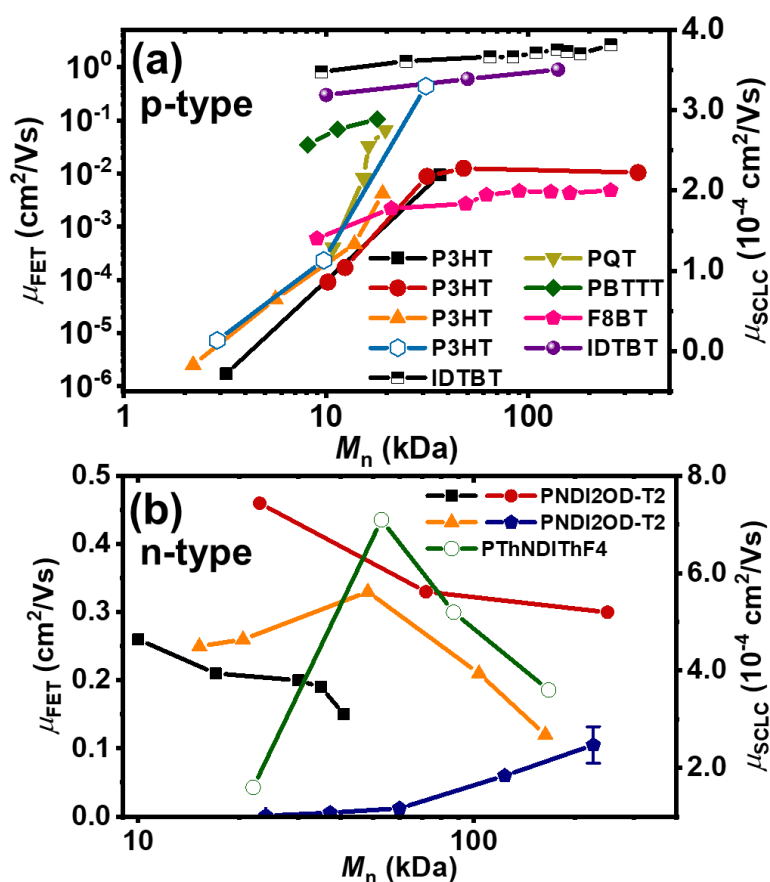 (a)
p-type
10⁰
10⁻¹
10⁻²
10⁻³
10⁻⁴
10⁻⁵
10⁻⁶
μFET (cm²/Vs)
4.0
3.0
2.0
1.0
0.0
μSCLC (10⁻⁴ cm²/Vs)
P3HT
P3HT
P3HT
P3HT
IDTBT
PQT
PBTTT
F8BT
IDTBT
1 10 100
Mn (kDa)
(b)
n-type
0.5
0.4
0.3
0.2
0.1
0.0
μFET (cm²/Vs)
8.0
6.0
4.0
2.0
μSCLC (10⁻⁴ cm²/Vs)
PNDI2OD-T2
PNDI2OD-T2
PThNDIThF4
10 100
Mn (kDa)